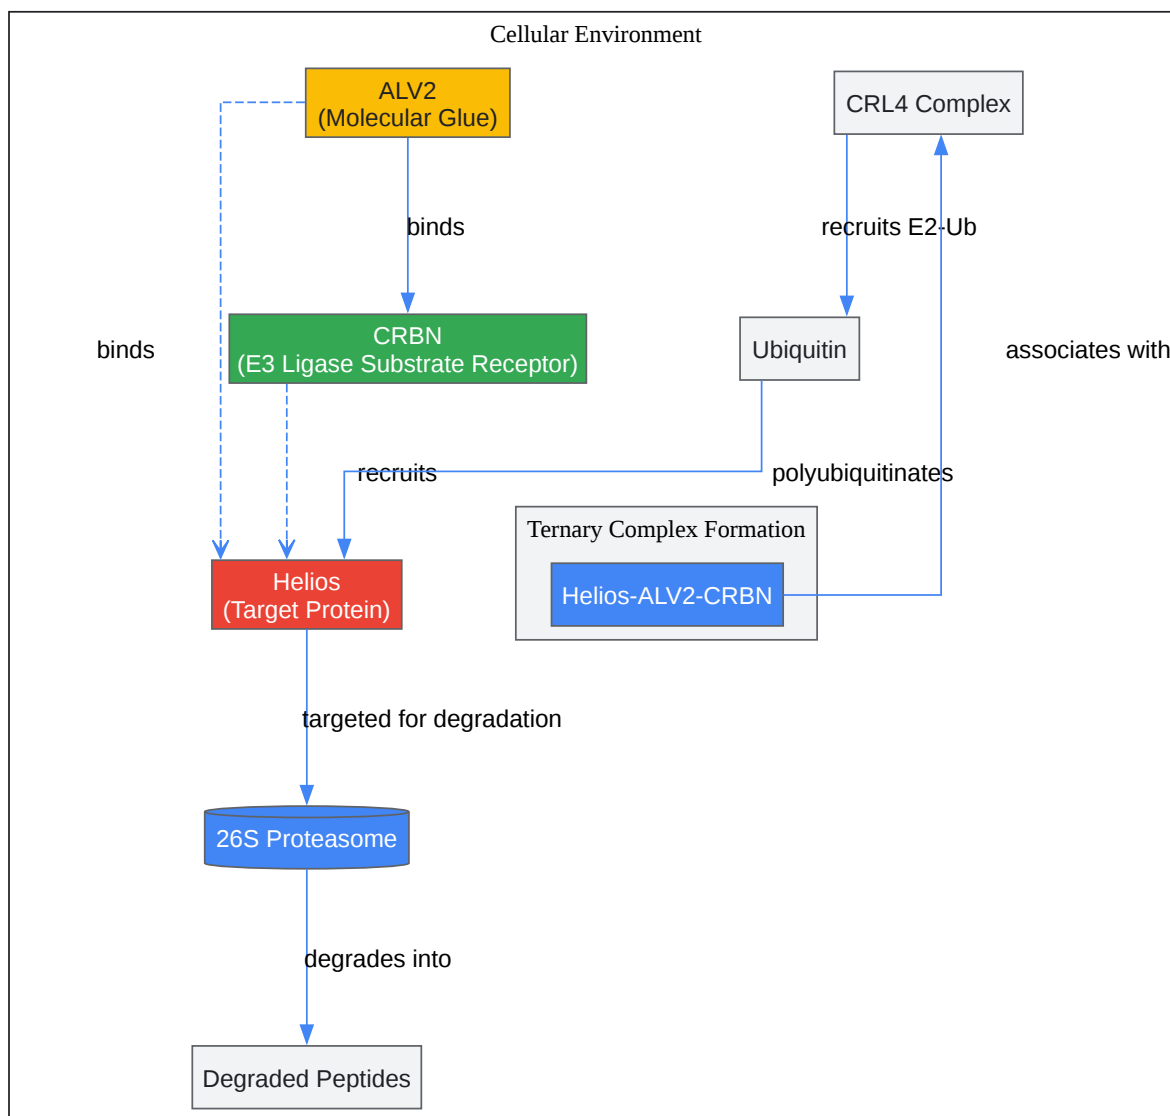 Cellular Environment
ALV2
(Molecular Glue)
CRL4 Complex
binds
recruits E2-Ub
CRBN
(E3 Ligase Substrate Receptor)
binds
Ubiquitin
associates with
recruits
polyubiquitinates
Ternary Complex Formation
Helios-ALV2-CRBN
Helios
(Target Protein)
targeted for degradation
26S Proteasome
degrades into
Degraded Peptides